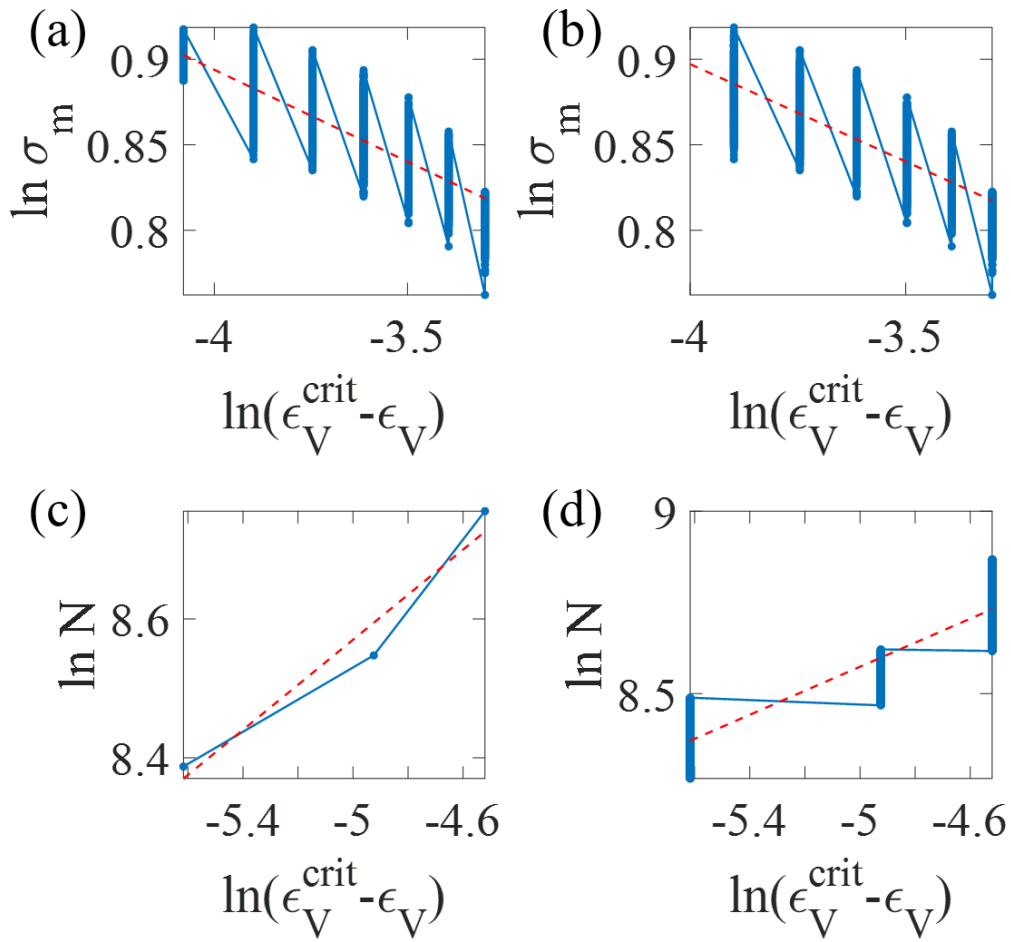 (a)
0.9
0.85
0.8
ln σ_m
-4 -3.5
ln(ϵ_V^crit-ϵ_V)
(b)
0.9
0.85
0.8
ln σ_m
-4 -3.5
ln(ϵ_V^crit-ϵ_V)
(c)
8.6
8.4
ln N
-5.4 -5 -4.6
ln(ϵ_V^crit-ϵ_V)
(d)
9
8.5
ln N
-5.4 -5 -4.6
ln(ϵ_V^crit-ϵ_V)